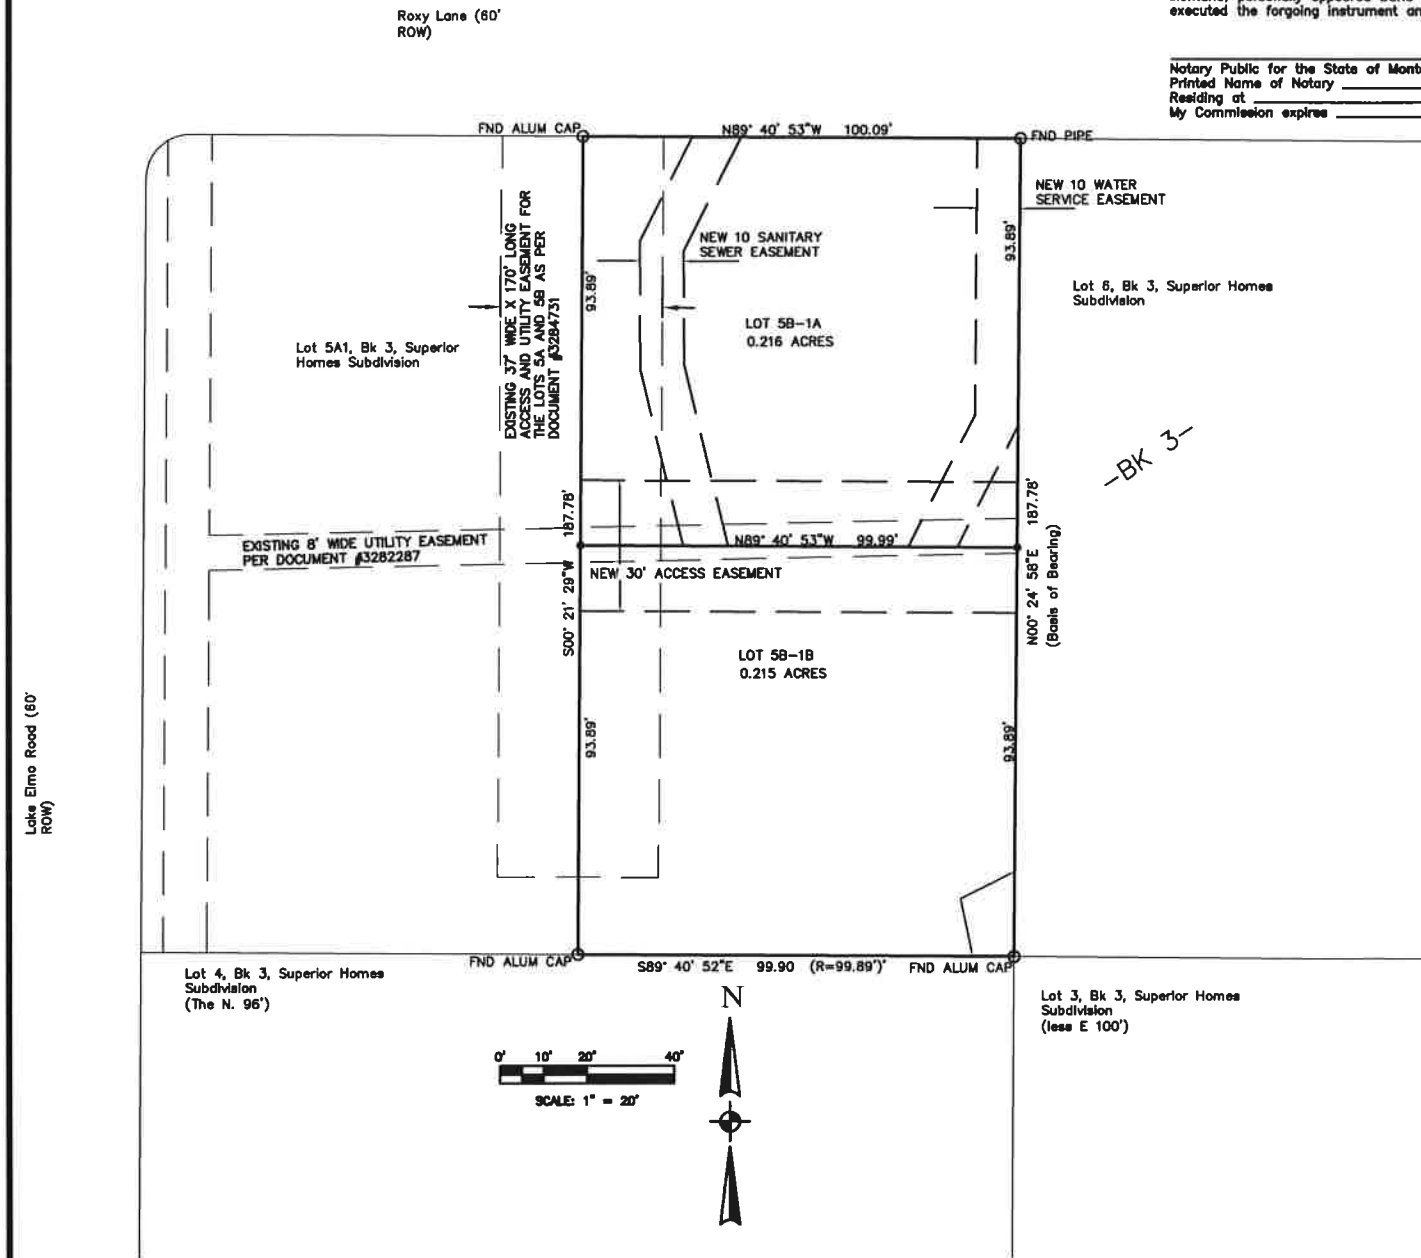 Roxy Lane (60'
ROW)
executed the forgoing instrument an
Notary Public for the State of Mont
Printed Name of Notary
Residing at
My Commission expires
FND ALUM CAP
N89° 40' 53"W 100.09'
FND PIPE
NEW 10 WATER
SERVICE EASEMENT
EXISTING 37' WIDE X 170' LONG
ACCESS AND UTILITY EASEMENT FOR
THE LOTS 5A AND 5B AS PER
DOCUMENT #3284731
93.89'
NEW 10 SANITARY
SEWER EASEMENT
93.89'
Lot 6, Bk 3, Superior Homes
Subdivision
LOT 5B-1A
0.216 ACRES
Lot 5A1, Bk 3, Superior
Homes Subdivision
-BK 3-
S00° 21' 29"W 187.78'
N00° 24' 58"E 187.78'
(Basis of Bearing)
EXISTING 8' WIDE UTILITY EASEMENT
PER DOCUMENT #3282287
N89° 40' 53"W 99.99'
NEW 30' ACCESS EASEMENT
LOT 5B-1B
0.215 ACRES
93.89'
93.89'
Lake Elmo Road (60'
ROW)
FND ALUM CAP
S89° 40' 52"E 99.90 (R=99.89')'
FND ALUM CAP
Lot 4, Bk 3, Superior Homes
Subdivision
(The N. 96')
Lot 3, Bk 3, Superior Homes
Subdivision
(less E 100')
N
0' 10' 20' 40'
SCALE: 1" = 20'